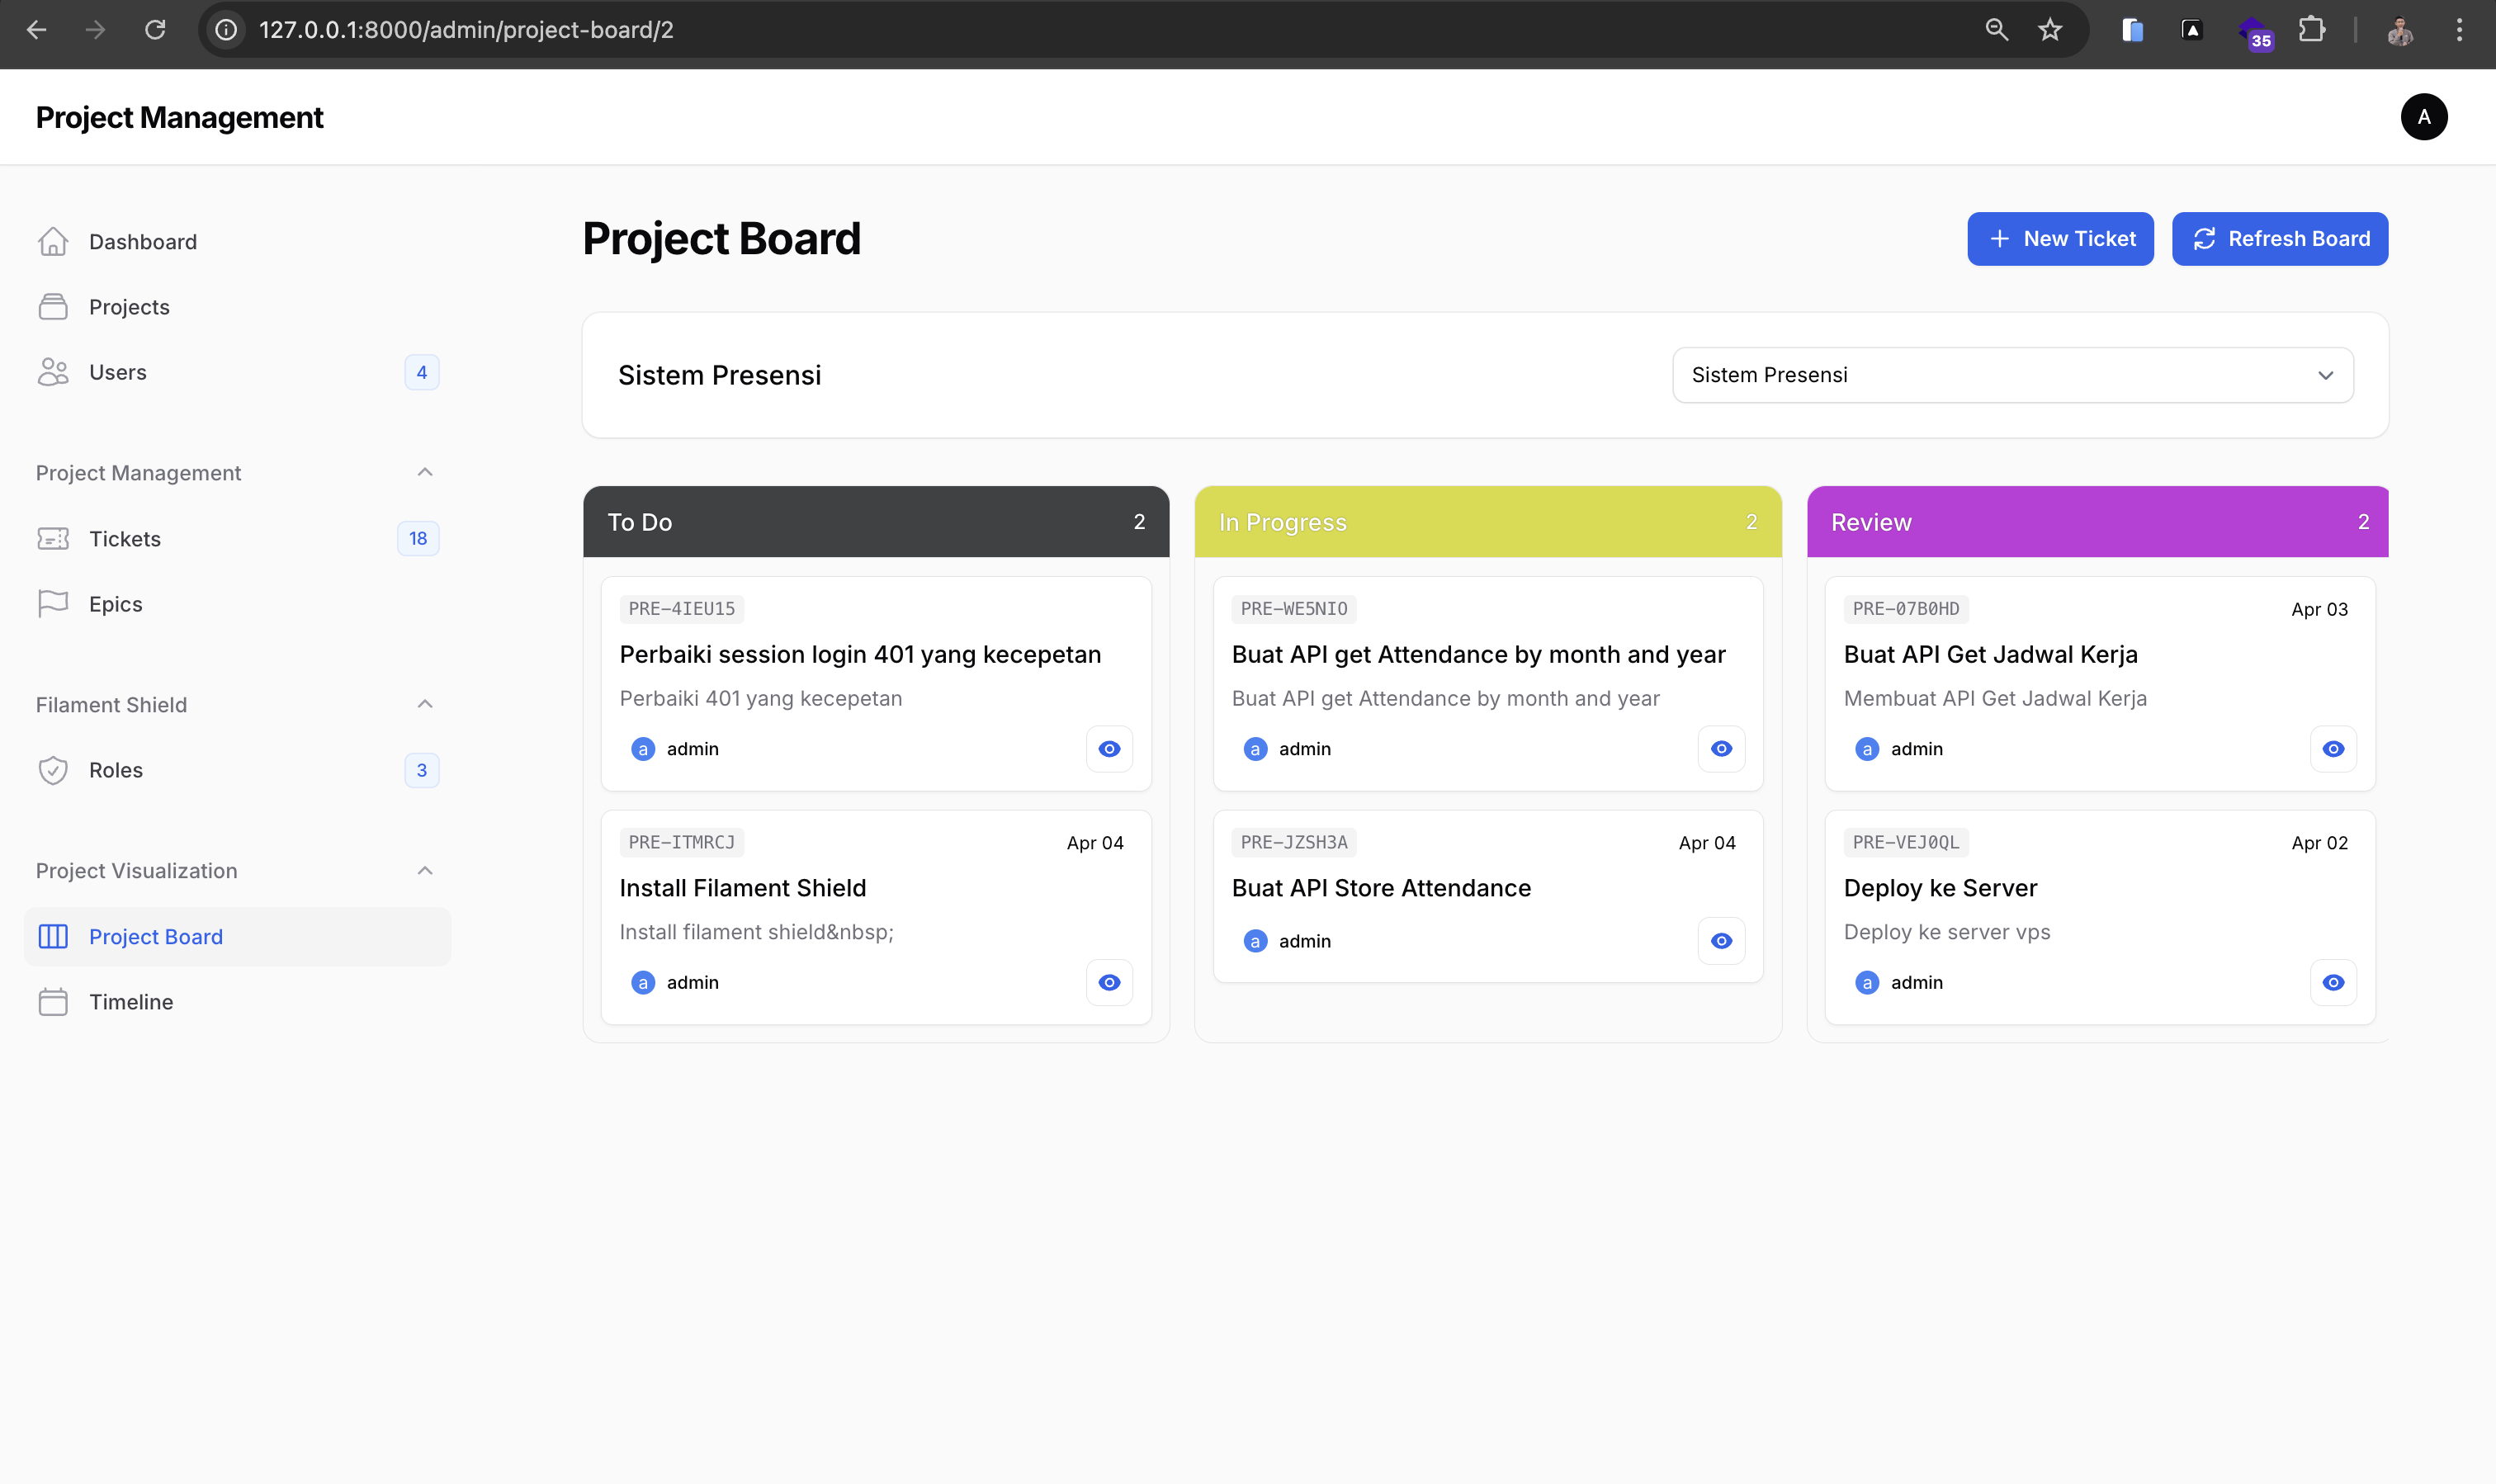 127.0.0.1:8000/admin/project-board/2
35
Project Management
A
Dashboard
Projects
Users 4
Project Management
Tickets 18
Epics
Filament Shield
Roles 3
Project Visualization
Project Board
Timeline
Project Board
New Ticket
Refresh Board
Sistem Presensi
Sistem Presensi
To Do 2
PRE-4IEU15
Perbaiki session login 401 yang kecepetan
Perbaiki 401 yang kecepetan
a admin
PRE-ITMRCJ Apr 04
Install Filament Shield
Install filament shield&nbsp;
a admin
In Progress 2
PRE-WE5NIO
Buat API get Attendance by month and year
Buat API get Attendance by month and year
a admin
PRE-JZSH3A Apr 04
Buat API Store Attendance
a admin
Review 2
PRE-07B0HD Apr 03
Buat API Get Jadwal Kerja
Membuat API Get Jadwal Kerja
a admin
PRE-VEJ0QL Apr 02
Deploy ke Server
Deploy ke server vps
a admin